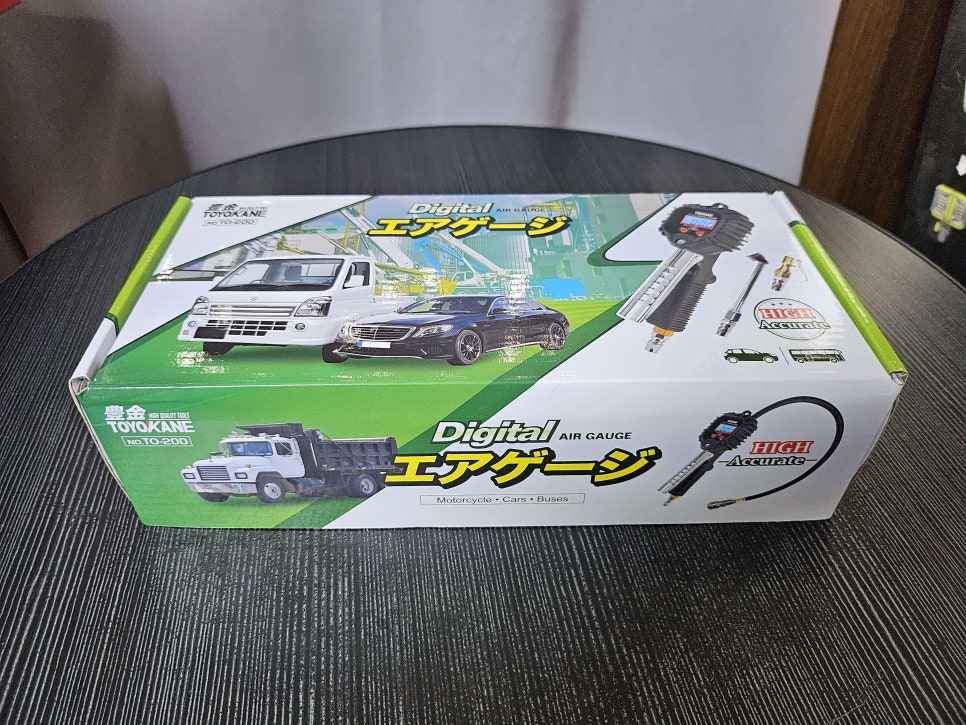 豊金
TOYOKANE
NO.TO-200
Digital AIR GAUGE
エアゲージ
HIGH
Accurate
豊金 HIGH QUALITY TOOLS
TOYOKANE
NO.TO-200
Digital AIR GAUGE
エアゲージ
Motorcycle・Cars・Buses
HIGH
Accurate